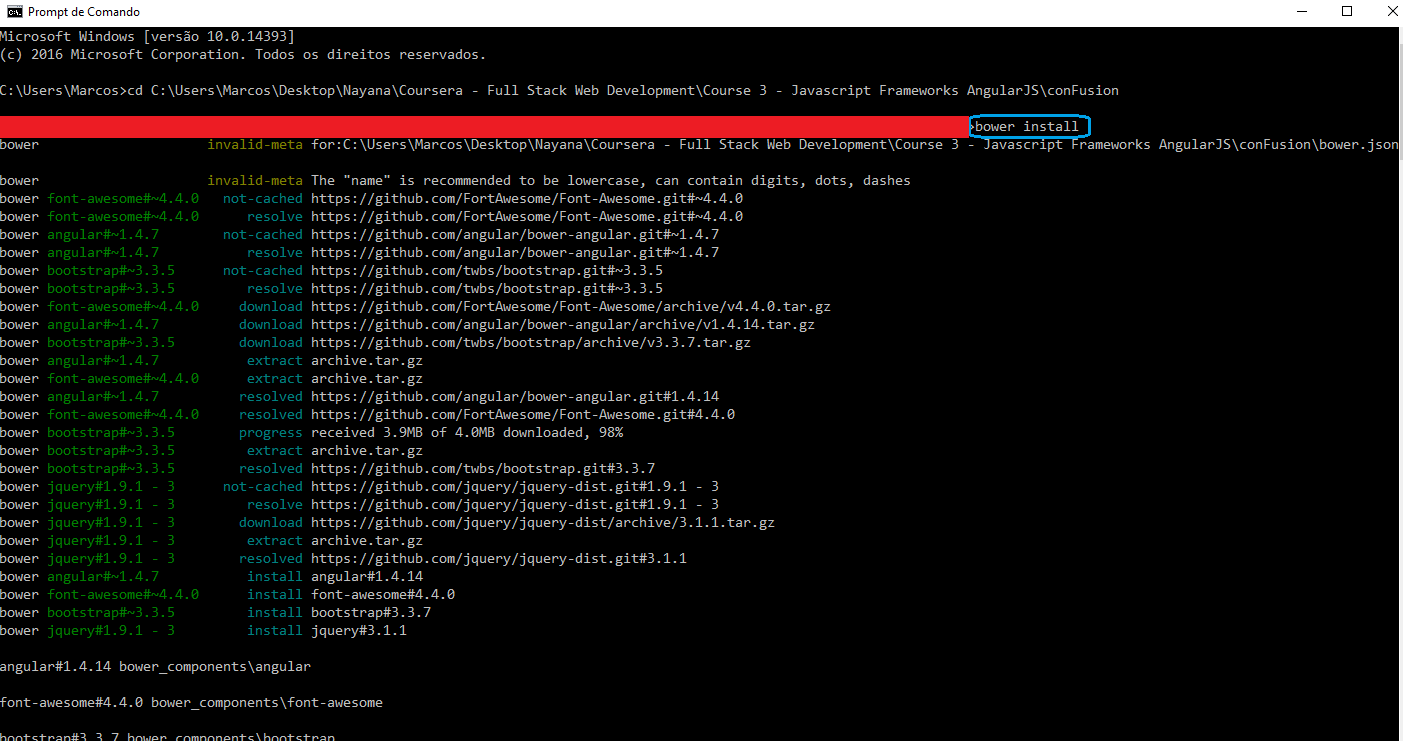 Prompt de Comando
Microsoft Windows [versão 10.0.14393]
(c) 2016 Microsoft Corporation. Todos os direitos reservados.
C:\Users\Marcos>cd C:\Users\Marcos\Desktop\Nayana\Coursera - Full Stack Web Development\Course 3 - Javascript Frameworks AngularJS\conFusion
>bower install
bower invalid-meta for:C:\Users\Marcos\Desktop\Nayana\Coursera - Full Stack Web Development\Course 3 - Javascript Frameworks AngularJS\conFusion\bower.json
bower invalid-meta The "name" is recommended to be lowercase, can contain digits, dots, dashes
bower font-awesome#~4.4.0 not-cached https://github.com/FortAwesome/Font-Awesome.git#~4.4.0
bower font-awesome#~4.4.0 resolve https://github.com/FortAwesome/Font-Awesome.git#~4.4.0
bower angular#~1.4.7 not-cached https://github.com/angular/bower-angular.git#~1.4.7
bower angular#~1.4.7 resolve https://github.com/angular/bower-angular.git#~1.4.7
bower bootstrap#~3.3.5 not-cached https://github.com/twbs/bootstrap.git#~3.3.5
bower bootstrap#~3.3.5 resolve https://github.com/twbs/bootstrap.git#~3.3.5
bower font-awesome#~4.4.0 download https://github.com/FortAwesome/Font-Awesome/archive/v4.4.0.tar.gz
bower angular#~1.4.7 download https://github.com/angular/bower-angular/archive/v1.4.14.tar.gz
bower bootstrap#~3.3.5 download https://github.com/twbs/bootstrap/archive/v3.3.7.tar.gz
bower angular#~1.4.7 extract archive.tar.gz
bower font-awesome#~4.4.0 extract archive.tar.gz
bower angular#~1.4.7 resolved https://github.com/angular/bower-angular.git#1.4.14
bower font-awesome#~4.4.0 resolved https://github.com/FortAwesome/Font-Awesome.git#4.4.0
bower bootstrap#~3.3.5 progress received 3.9MB of 4.0MB downloaded, 98%
bower bootstrap#~3.3.5 extract archive.tar.gz
bower bootstrap#~3.3.5 resolved https://github.com/twbs/bootstrap.git#3.3.7
bower jquery#1.9.1 - 3 not-cached https://github.com/jquery/jquery-dist.git#1.9.1 - 3
bower jquery#1.9.1 - 3 resolve https://github.com/jquery/jquery-dist.git#1.9.1 - 3
bower jquery#1.9.1 - 3 download https://github.com/jquery/jquery-dist/archive/3.1.1.tar.gz
bower jquery#1.9.1 - 3 extract archive.tar.gz
bower jquery#1.9.1 - 3 resolved https://github.com/jquery/jquery-dist.git#3.1.1
bower angular#~1.4.7 install angular#1.4.14
bower font-awesome#~4.4.0 install font-awesome#4.4.0
bower bootstrap#~3.3.5 install bootstrap#3.3.7
bower jquery#1.9.1 - 3 install jquery#3.1.1
angular#1.4.14 bower_components\angular
font-awesome#4.4.0 bower_components\font-awesome
bootstrap#3.3.7 bower_components\bootstrap